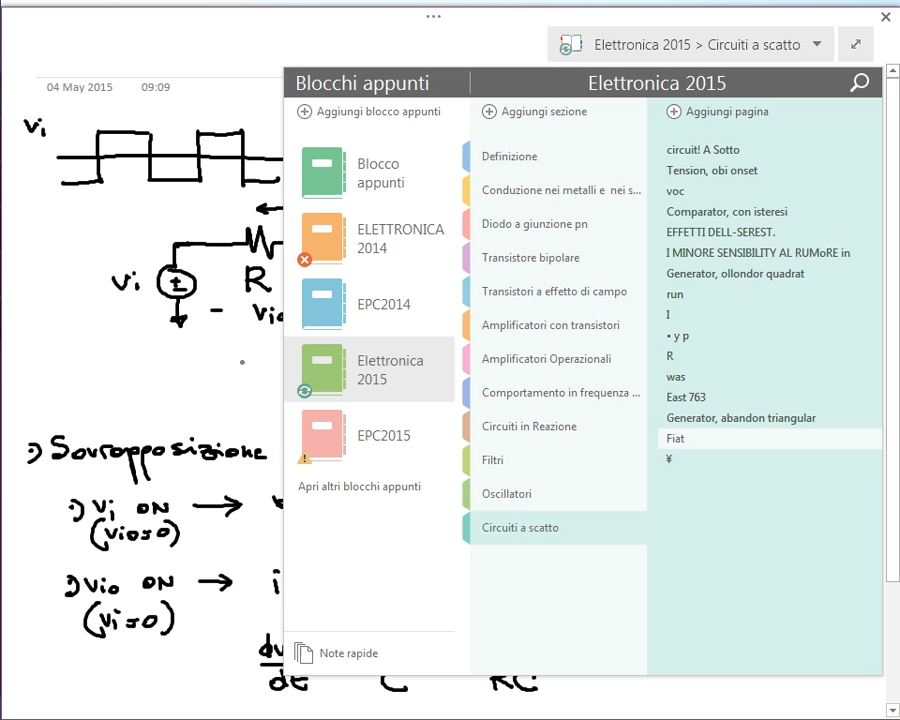 Elettronica 2015 > Circuiti a scatto
04 May 2015 09:09
Blocchi appunti
Elettronica 2015
Aggiungi blocco appunti
Aggiungi sezione
Aggiungi pagina
Blocco
appunti
ELETTRONICA
2014
EPC2014
Elettronica
2015
EPC2015
Apri altri blocchi appunti
Note rapide
Definizione
Conduzione nei metalli e nei s...
Diodo a giunzione pn
Transistore bipolare
Transistori a effetto di campo
Amplificatori con transistori
Amplificatori Operazionali
Comportamento in frequenza ...
Circuiti in Reazione
Filtri
Oscillatori
Circuiti a scatto
circuit! A Sotto
Tension, obi onset
voc
Comparator, con isteresi
EFFETTI DELL-SEREST.
I MINORE SENSIBILITY AL RUMoRE in
Generator, ollondor quadrat
run
I
• y p
R
was
East 763
Generator, abandon triangular
Fiat
¥
vi
R
vi
- Vio
:) Sovrapposizione
:) Vi ON →
(Vio=0)
:) Vio ON → i
(Vi=0)
dt C RC